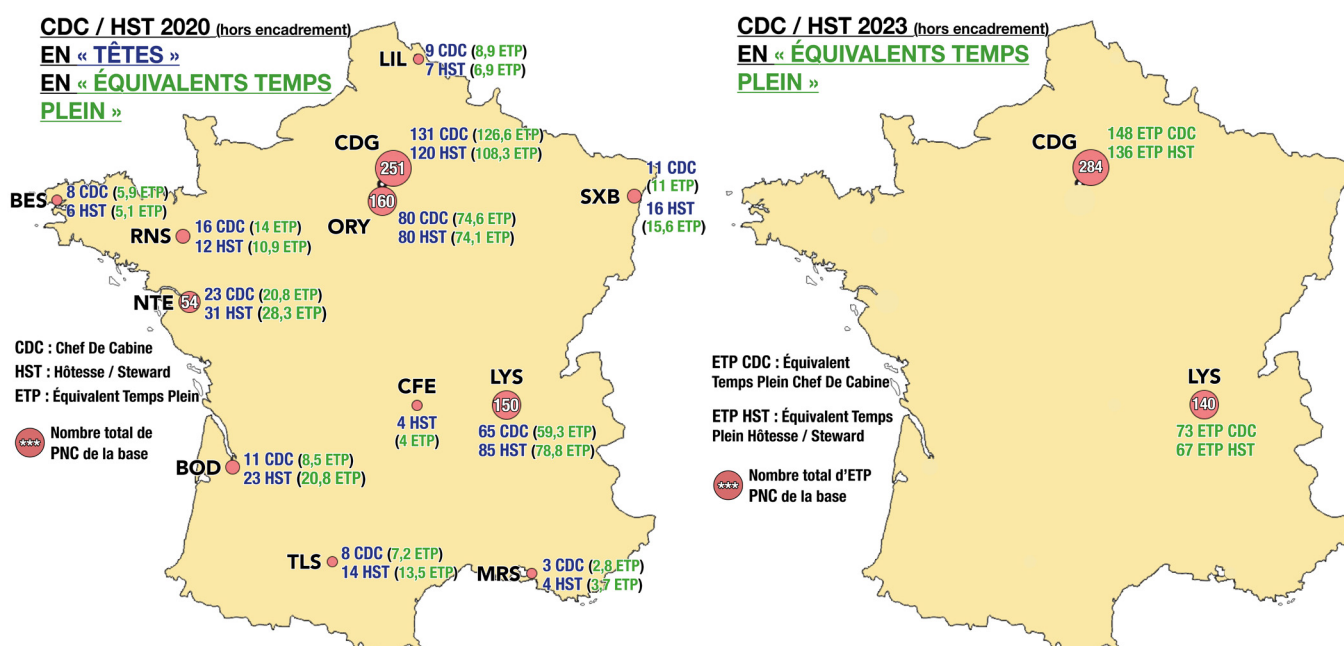 CDC / HST 2020 (hors encadrement)
EN « TÊTES »
EN « ÉQUIVALENTS TEMPS
PLEIN »
LIL
9 CDC (8,9 ETP)
7 HST (6,9 ETP)
CDG
251
131 CDC (126,6 ETP)
120 HST (108,3 ETP)
ORY
160
80 CDC (74,6 ETP)
80 HST (74,1 ETP)
SXB
11 CDC
(11 ETP)
16 HST
(15,6 ETP)
BES
8 CDC (5,9 ETP)
6 HST (5,1 ETP)
RNS
16 CDC (14 ETP)
12 HST (10,9 ETP)
NTE
54
23 CDC (20,8 ETP)
31 HST (28,3 ETP)
CDC : Chef De Cabine
HST : Hôtesse / Steward
ETP : Équivalent Temps Plein
*** Nombre total de
PNC de la base
CFE
4 HST
(4 ETP)
LYS
150
65 CDC (59,3 ETP)
85 HST (78,8 ETP)
BOD
11 CDC (8,5 ETP)
23 HST (20,8 ETP)
TLS
8 CDC (7,2 ETP)
14 HST (13,5 ETP)
MRS
3 CDC (2,8 ETP)
4 HST (3,7 ETP)
CDC / HST 2023 (hors encadrement)
EN « ÉQUIVALENTS TEMPS
PLEIN »
CDG
284
148 ETP CDC
136 ETP HST
ETP CDC : Équivalent
Temps Plein Chef De Cabine
ETP HST : Équivalent Temps
Plein Hôtesse / Steward
*** Nombre total d'ETP
PNC de la base
LYS
140
73 ETP CDC
67 ETP HST